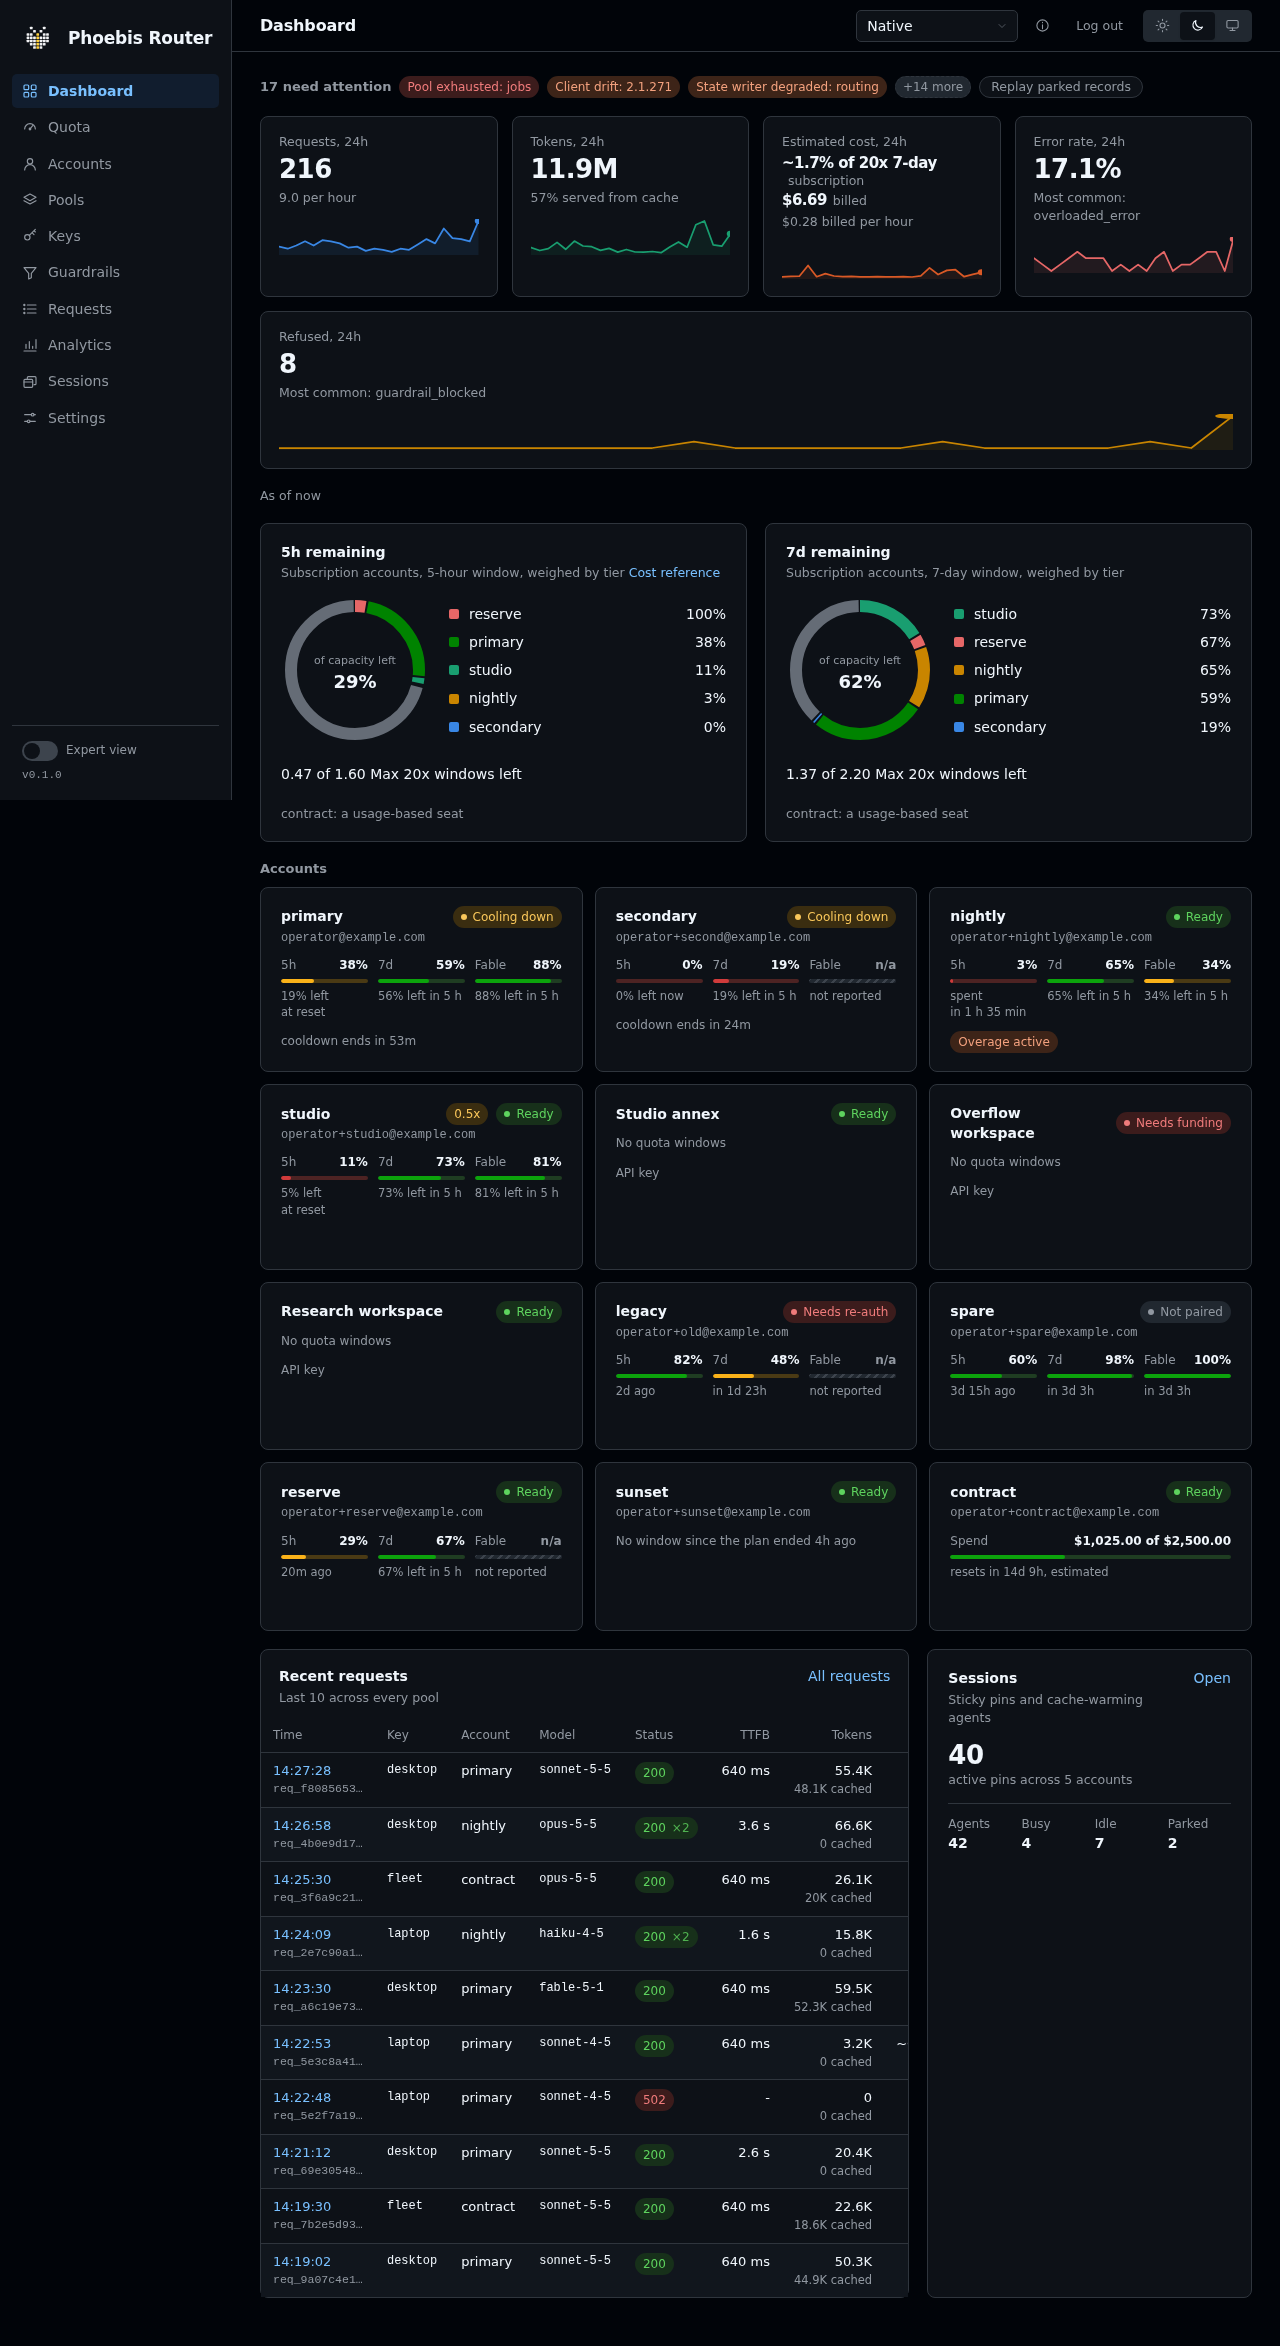 Phoebis Router
Dashboard
Quota
Accounts
Pools
Keys
Guardrails
Requests
Analytics
Sessions
Settings
Expert view
v0.1.0
Dashboard
Native
Log out
17 need attention Pool exhausted: jobs Client drift: 2.1.271 State writer degraded: routing +14 more Replay parked records
Requests, 24h
216
9.0 per hour
Tokens, 24h
11.9M
57% served from cache
Estimated cost, 24h
~1.7% of 20x 7-day
subscription
$6.69 billed
$0.28 billed per hour
Error rate, 24h
17.1%
Most common:
overloaded_error
Refused, 24h
8
Most common: guardrail_blocked
As of now
5h remaining
Subscription accounts, 5-hour window, weighed by tier Cost reference
of capacity left
29%
reserve 100%
primary 38%
studio 11%
nightly 3%
secondary 0%
0.47 of 1.60 Max 20x windows left
contract: a usage-based seat
7d remaining
Subscription accounts, 7-day window, weighed by tier
of capacity left
62%
studio 73%
reserve 67%
nightly 65%
primary 59%
secondary 19%
1.37 of 2.20 Max 20x windows left
contract: a usage-based seat
Accounts
primary Cooling down
operator@example.com
5h 38% 7d 59% Fable 88%
19% left 56% left in 5 h 88% left in 5 h
at reset
cooldown ends in 53m
secondary Cooling down
operator+second@example.com
5h 0% 7d 19% Fable n/a
0% left now 19% left in 5 h not reported
cooldown ends in 24m
nightly Ready
operator+nightly@example.com
5h 3% 7d 65% Fable 34%
spent 65% left in 5 h 34% left in 5 h
in 1 h 35 min
Overage active
studio 0.5x Ready
operator+studio@example.com
5h 11% 7d 73% Fable 81%
5% left 73% left in 5 h 81% left in 5 h
at reset
Studio annex Ready
No quota windows
API key
Overflow
workspace Needs funding
No quota windows
API key
Research workspace Ready
No quota windows
API key
legacy Needs re-auth
operator+old@example.com
5h 82% 7d 48% Fable n/a
2d ago in 1d 23h not reported
spare Not paired
operator+spare@example.com
5h 60% 7d 98% Fable 100%
3d 15h ago in 3d 3h in 3d 3h
reserve Ready
operator+reserve@example.com
5h 29% 7d 67% Fable n/a
20m ago 67% left in 5 h not reported
sunset Ready
operator+sunset@example.com
No window since the plan ended 4h ago
contract Ready
operator+contract@example.com
Spend $1,025.00 of $2,500.00
resets in 14d 9h, estimated
Recent requests All requests
Last 10 across every pool
Time Key Account Model Status TTFB Tokens
14:27:28 desktop primary sonnet-5-5 200 640 ms 55.4K
req_f8085653… 48.1K cached
14:26:58 desktop nightly opus-5-5 200 ×2 3.6 s 66.6K
req_4b0e9d17… 0 cached
14:25:30 fleet contract opus-5-5 200 640 ms 26.1K
req_3f6a9c21… 20K cached
14:24:09 laptop nightly haiku-4-5 200 ×2 1.6 s 15.8K
req_2e7c90a1… 0 cached
14:23:30 desktop primary fable-5-1 200 640 ms 59.5K
req_a6c19e73… 52.3K cached
14:22:53 laptop primary sonnet-4-5 200 640 ms 3.2K ~
req_5e3c8a41… 0 cached
14:22:48 laptop primary sonnet-4-5 502 - 0
req_5e2f7a19… 0 cached
14:21:12 desktop primary sonnet-5-5 200 2.6 s 20.4K
req_69e30548… 0 cached
14:19:30 fleet contract sonnet-5-5 200 640 ms 22.6K
req_7b2e5d93… 18.6K cached
14:19:02 desktop primary sonnet-5-5 200 640 ms 50.3K
req_9a07c4e1… 44.9K cached
Sessions Open
Sticky pins and cache-warming
agents
40
active pins across 5 accounts
Agents Busy Idle Parked
42 4 7 2